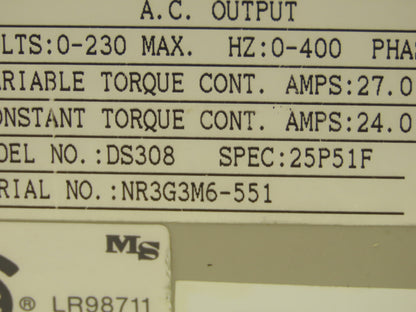 A.C. OUTPUT
LTS:0-230 MAX. HZ:0-400 PHA
ARIABLE TORQUE CONT. AMPS:27.0
ONSTANT TORQUE CONT. AMPS:24.0
DEL NO.:DS308 SPEC:25P51F
RIAL NO.:NR3G3M6-551
MS
® LR98711